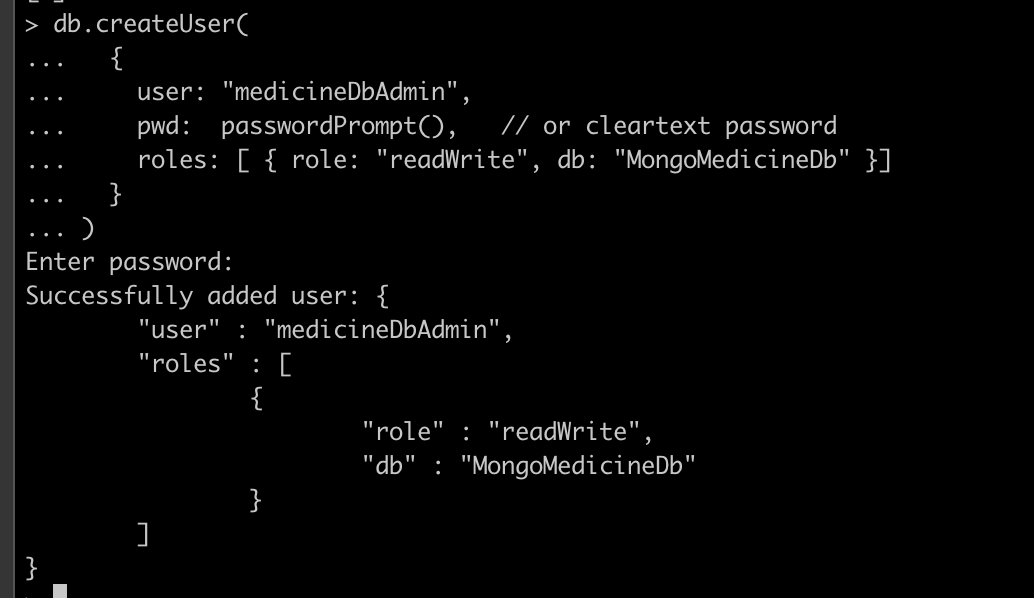 > db.createUser(
...   {
...     user: "medicineDbAdmin",
...     pwd:  passwordPrompt(),   // or cleartext password
...     roles: [ { role: "readWrite", db: "MongoMedicineDb" }]
...   }
... )
Enter password:
Successfully added user: {
        "user" : "medicineDbAdmin",
        "roles" : [
                {
                        "role" : "readWrite",
                        "db" : "MongoMedicineDb"
                }
        ]
}